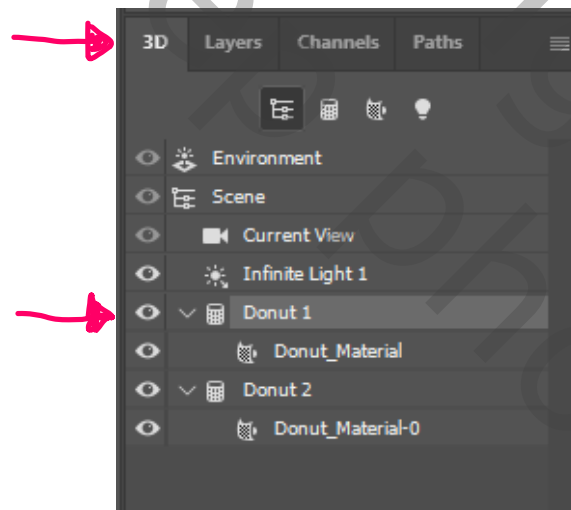 3D Layers Channels Paths
Environment
Scene
Current View
Infinite Light 1
Donut 1
Donut_Material
Donut 2
Donut_Material-0